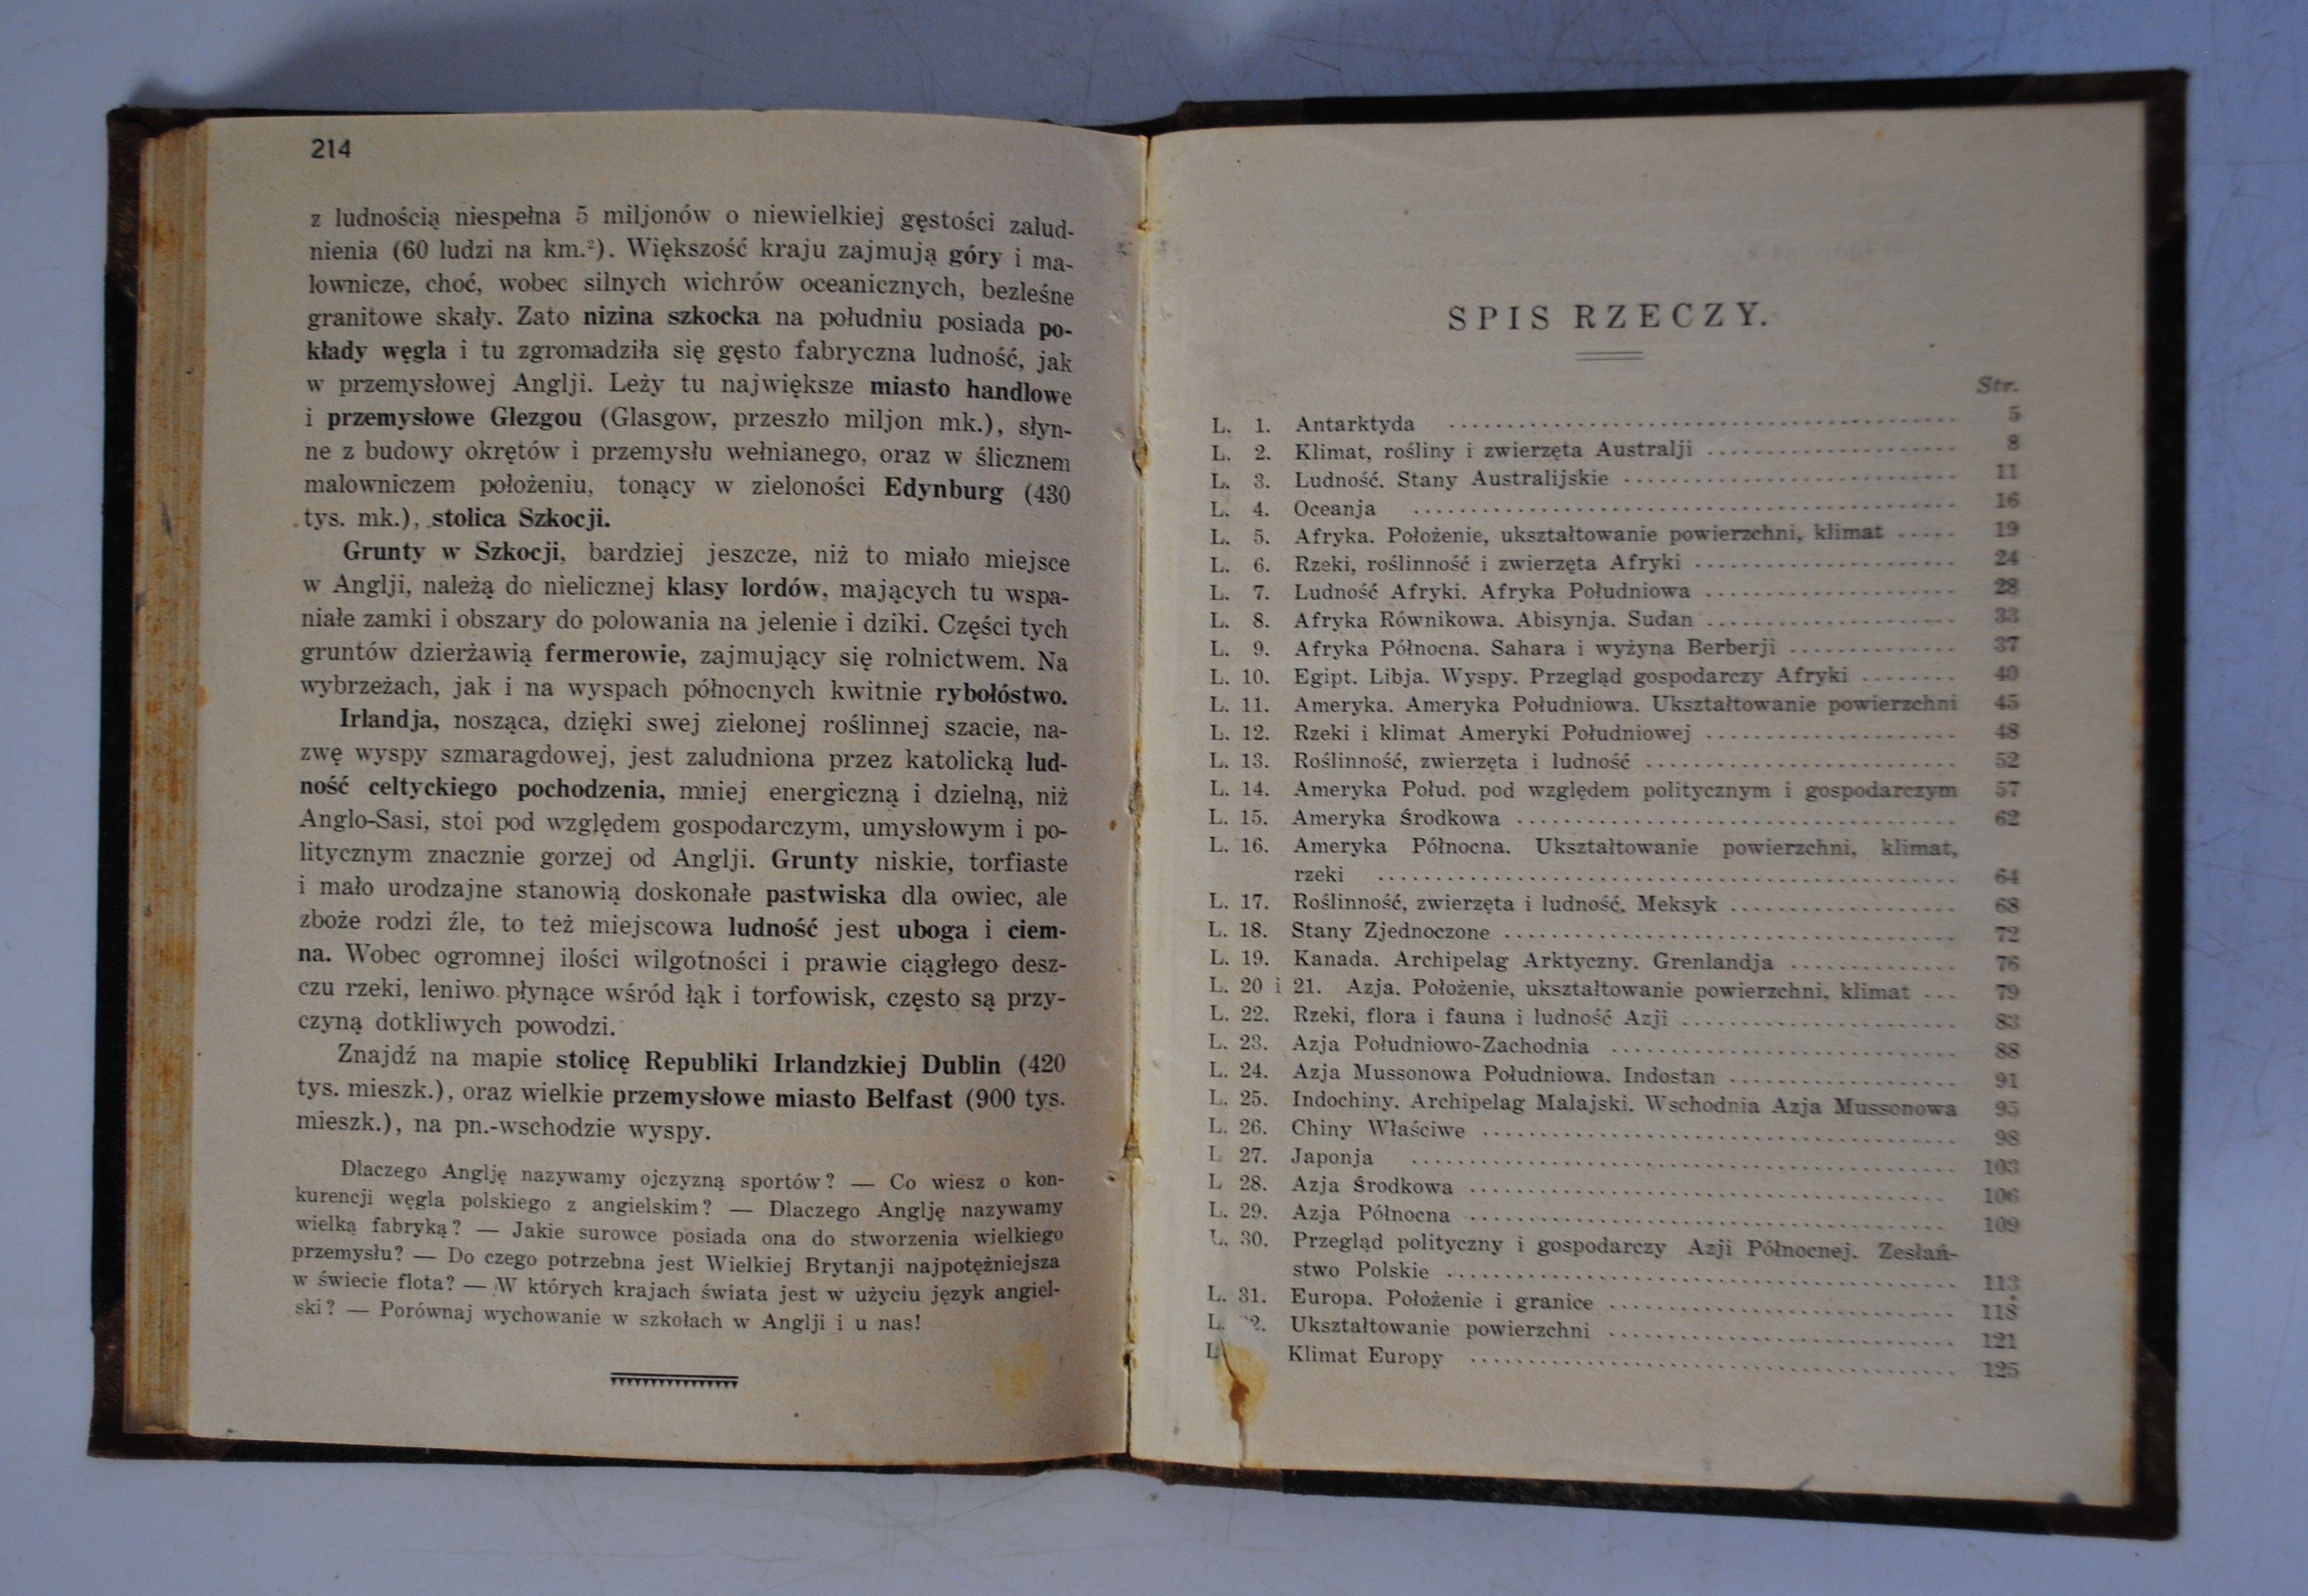 214
z ludnością niespełna 5 miljonów o niewielkiej gęstości zalud-
nienia (60 ludzi na km.²). Większość kraju zajmują góry i ma-
lownicze, choć, wobec silnych wichrów oceanicznych, bezleśne
granitowe skały. Zato nizina szkocka na południu posiada po-
kłady węgla i tu zgromadziła się gęsto fabryczna ludność, jak
w przemysłowej Anglji. Leży tu największe miasto handlowe
i przemysłowe Glezgou (Glasgow, przeszło miljon mk.), słyn-
ne z budowy okrętów i przemysłu wełnianego, oraz w ślicznem
malowniczem położeniu, tonący w zieloności Edynburg (430
tys. mk.), stolica Szkocji.
Grunty w Szkocji, bardziej jeszcze, niż to miało miejsce
w Anglji, należą do nielicznej klasy lordów, mających tu wspa-
niałe zamki i obszary do polowania na jelenie i dziki. Części tych
gruntów dzierżawią fermerowie, zajmujący się rolnictwem. Na
wybrzeżach, jak i na wyspach północnych kwitnie rybołóstwo.
Irlandja, nosząca, dzięki swej zielonej roślinnej szacie, na-
zwę wyspy szmaragdowej, jest zaludniona przez katolicką lud-
ność celtyckiego pochodzenia, mniej energiczną i dzielną, niż
Anglo-Sasi, stoi pod względem gospodarczym, umysłowym i po-
litycznym znacznie gorzej od Anglji. Grunty niskie, torfiaste
i mało urodzajne stanowią doskonałe pastwiska dla owiec, ale
zboże rodzi źle, to też miejscowa ludność jest uboga i ciem-
na. Wobec ogromnej ilości wilgotności i prawie ciągłego desz-
czu rzeki, leniwo płynące wśród łąk i torfowisk, często są przy-
czyną dotkliwych powodzi.
Znajdź na mapie stolicę Republiki Irlandzkiej Dublin (420
tys. mieszk.), oraz wielkie przemysłowe miasto Belfast (900 tys.
mieszk.), na pn.-wschodzie wyspy.
Dlaczego Anglję nazywamy ojczyzną sportów? — Co wiesz o kon-
kurencji węgla polskiego z angielskim? — Dlaczego Anglję nazywamy
wielką fabryką? — Jakie surowce posiada ona do stworzenia wielkiego
przemysłu? — Do czego potrzebna jest Wielkiej Brytanji najpotężniejsza
w świecie flota? — W których krajach świata jest w użyciu język angiel-
ski? — Porównaj wychowanie w szkołach w Anglji i u nas!
SPIS RZECZY.
Str.
L. 1. Antarktyda 5
L. 2. Klimat, rośliny i zwierzęta Australji 8
L. 3. Ludność. Stany Australijskie 11
L. 4. Oceanja 16
L. 5. Afryka. Położenie, ukształtowanie powierzchni, klimat 19
L. 6. Rzeki, roślinność i zwierzęta Afryki 24
L. 7. Ludność Afryki. Afryka Południowa 28
L. 8. Afryka Równikowa. Abisynja. Sudan 33
L. 9. Afryka Północna. Sahara i wyżyna Berberji 37
L. 10. Egipt. Libja. Wyspy. Przegląd gospodarczy Afryki 40
L. 11. Ameryka. Ameryka Południowa. Ukształtowanie powierzchni 45
L. 12. Rzeki i klimat Ameryki Południowej 48
L. 13. Roślinność, zwierzęta i ludność 52
L. 14. Ameryka Połud. pod względem politycznym i gospodarczym 57
L. 15. Ameryka Środkowa 62
L. 16. Ameryka Północna. Ukształtowanie powierzchni, klimat,
rzeki 64
L. 17. Roślinność, zwierzęta i ludność. Meksyk 68
L. 18. Stany Zjednoczone 72
L. 19. Kanada. Archipelag Arktyczny. Grenlandja 76
L. 20 i 21. Azja. Położenie, ukształtowanie powierzchni, klimat 79
L. 22. Rzeki, flora i fauna i ludność Azji 83
L. 23. Azja Południowo-Zachodnia 88
L. 24. Azja Mussonowa Południowa. Indostan 91
L. 25. Indochiny. Archipelag Malajski. Wschodnia Azja Mussonowa 95
L. 26. Chiny Właściwe 98
L 27. Japonja 103
L 28. Azja Środkowa 106
L. 29. Azja Północna 109
L. 30. Przegląd polityczny i gospodarczy Azji Północnej. Zesłań-
stwo Polskie 113
L. 31. Europa. Położenie i granice 118
L. 2. Ukształtowanie powierzchni 121
L Klimat Europy 125